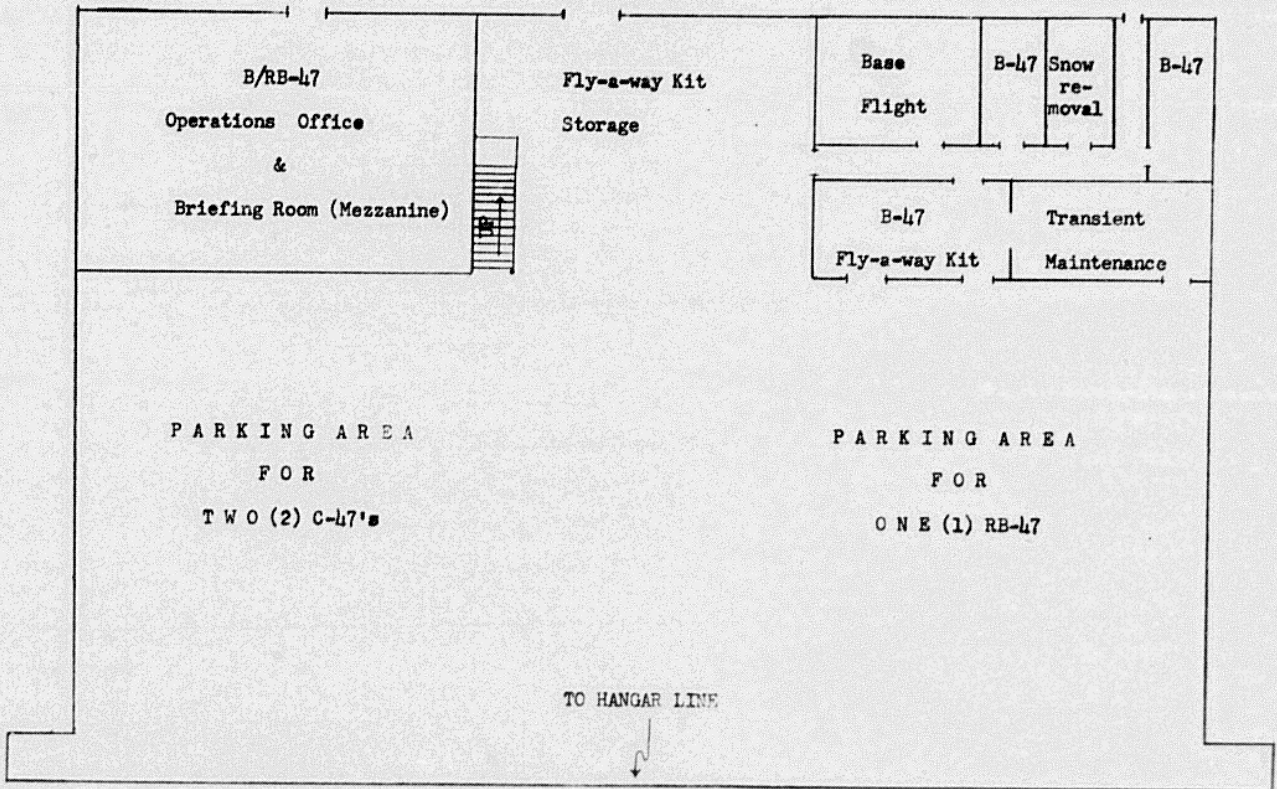 B/RB-47
Operations Office
&
Briefing Room (Mezzanine)
UP
Fly-a-way Kit
Storage
Base
Flight
B-47
Snow
re-
moval
B-47
B-47
Fly-a-way Kit
Transient
Maintenance
PARKING AREA
FOR
TWO (2) C-47's
PARKING AREA
FOR
ONE (1) RB-47
TO HANGAR LINE